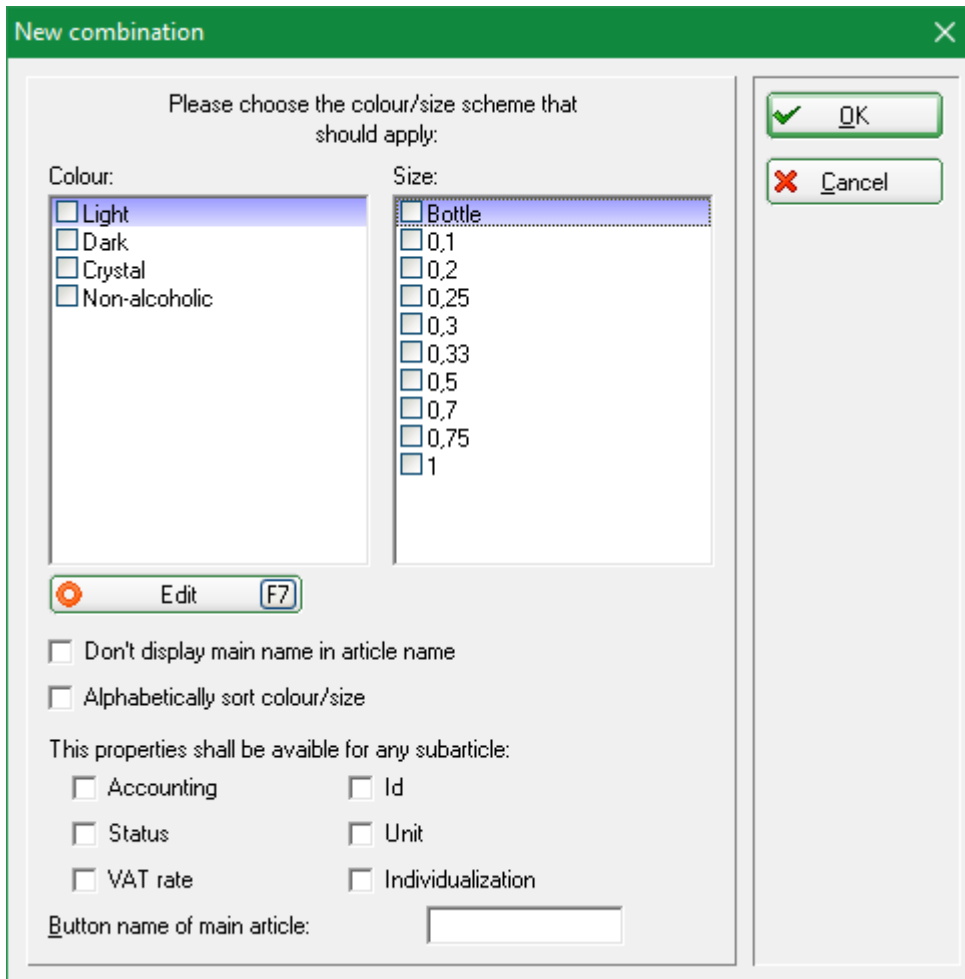 New combination
Please choose the colour/size scheme that
should apply:
OK
Cancel
Colour:
Size:
Light
Dark
Crystal
Non-alcoholic
Bottle
0,1
0,2
0,25
0,3
0,33
0,5
0,7
0,75
1
Edit F7
Don't display main name in article name
Alphabetically sort colour/size
This properties shall be avaible for any subarticle:
Accounting
Id
Status
Unit
VAT rate
Individualization
Button name of main article: